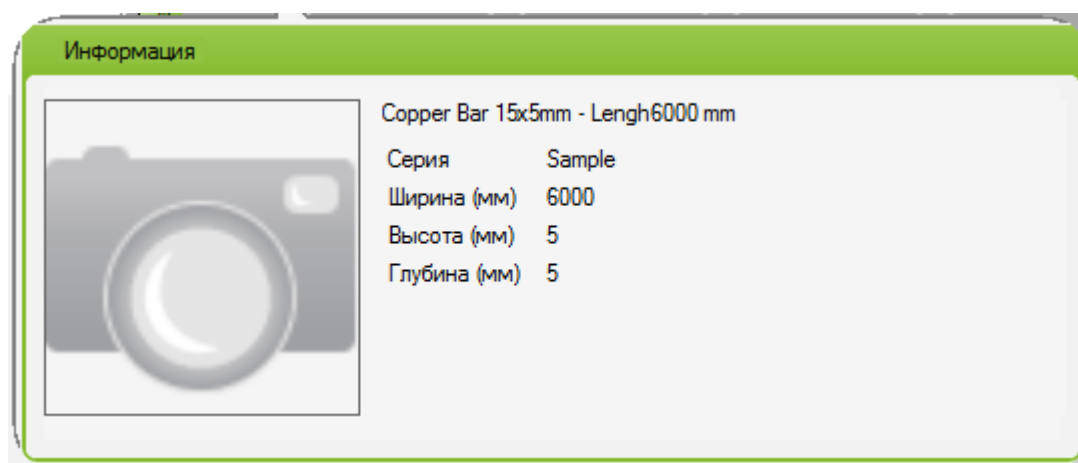 Информация
Copper Bar 15x5mm - Lengh6000 mm
Серия Sample
Ширина (мм) 6000
Высота (мм) 5
Глубина (мм) 5